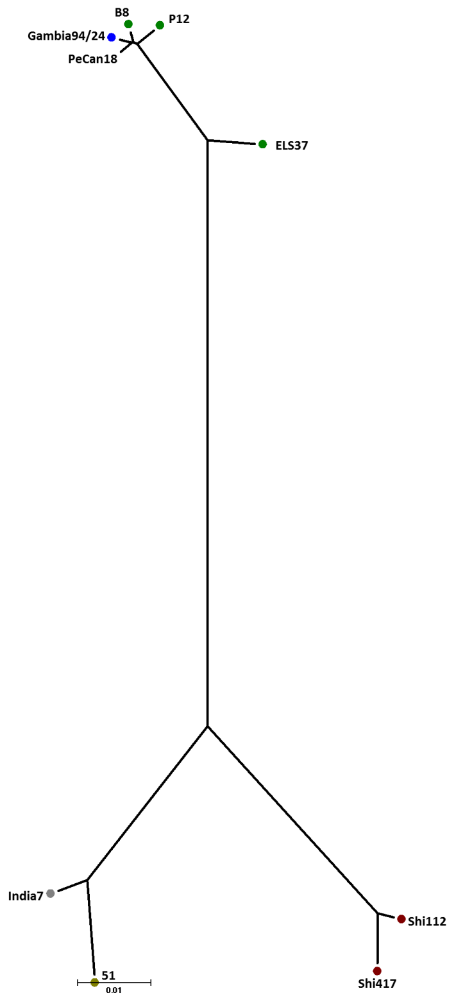 B8
P12
Gambia94/24
PeCan18
ELS37
India7
Shi112
51
Shi417
0.01